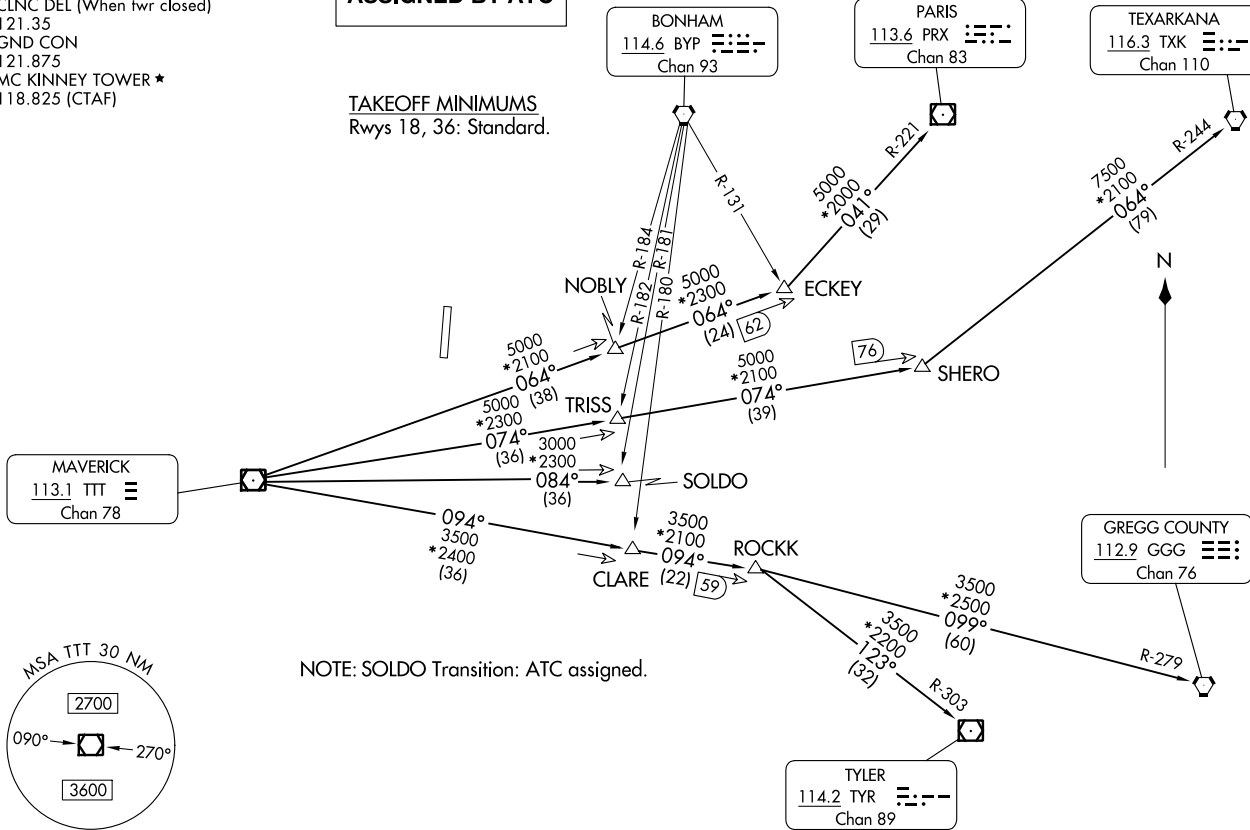 CLNC DEL (When twr closed)
121.35
GND CON
121.875
MC KINNEY TOWER ★
118.825 (CTAF)
ASSIGNED BY ATC
TAKEOFF MINIMUMS
Rwys 18, 36: Standard.
BONHAM
114.6 BYP
Chan 93
PARIS
113.6 PRX
Chan 83
TEXARKANA
116.3 TXK
Chan 110
R-221
R-244
R-131
R-184
R-181
R-182
R-180
5000
*2000
041°
(29)
7500
*2100
064°
(79)
N
NOBLY
5000
*2300
064°
(24)
62
ECKEY
5000
*2100
064°
(38)
TRISS
5000
*2100
074°
(39)
76
SHERO
5000
*2300
074°
(36)
3000
*2300
084°
(36)
SOLDO
MAVERICK
113.1 TTT
Chan 78
094°
3500
*2400
(36)
CLARE
3500
*2100
094°
(22)
59
ROCKK
GREGG COUNTY
112.9 GGG
Chan 76
3500
*2500
099°
(60)
R-279
3500
*2200
123°
(32)
R-303
NOTE: SOLDO Transition: ATC assigned.
MSA TTT 30 NM
2700
090°
270°
3600
TYLER
114.2 TYR
Chan 89